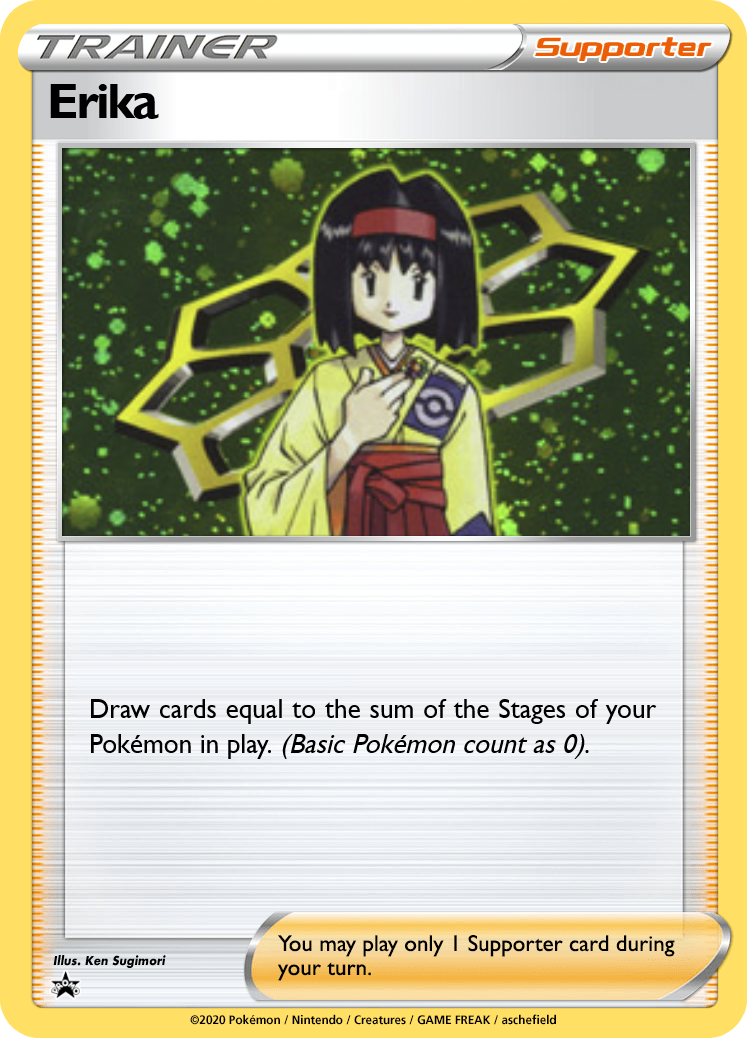 TRAINER
Supporter
Erika
Draw cards equal to the sum of the Stages of your
Pokémon in play. (Basic Pokémon count as 0).
You may play only 1 Supporter card during
your turn.
Illus. Ken Sugimori
PROMO
©2020 Pokémon / Nintendo / Creatures / GAME FREAK / aschefield